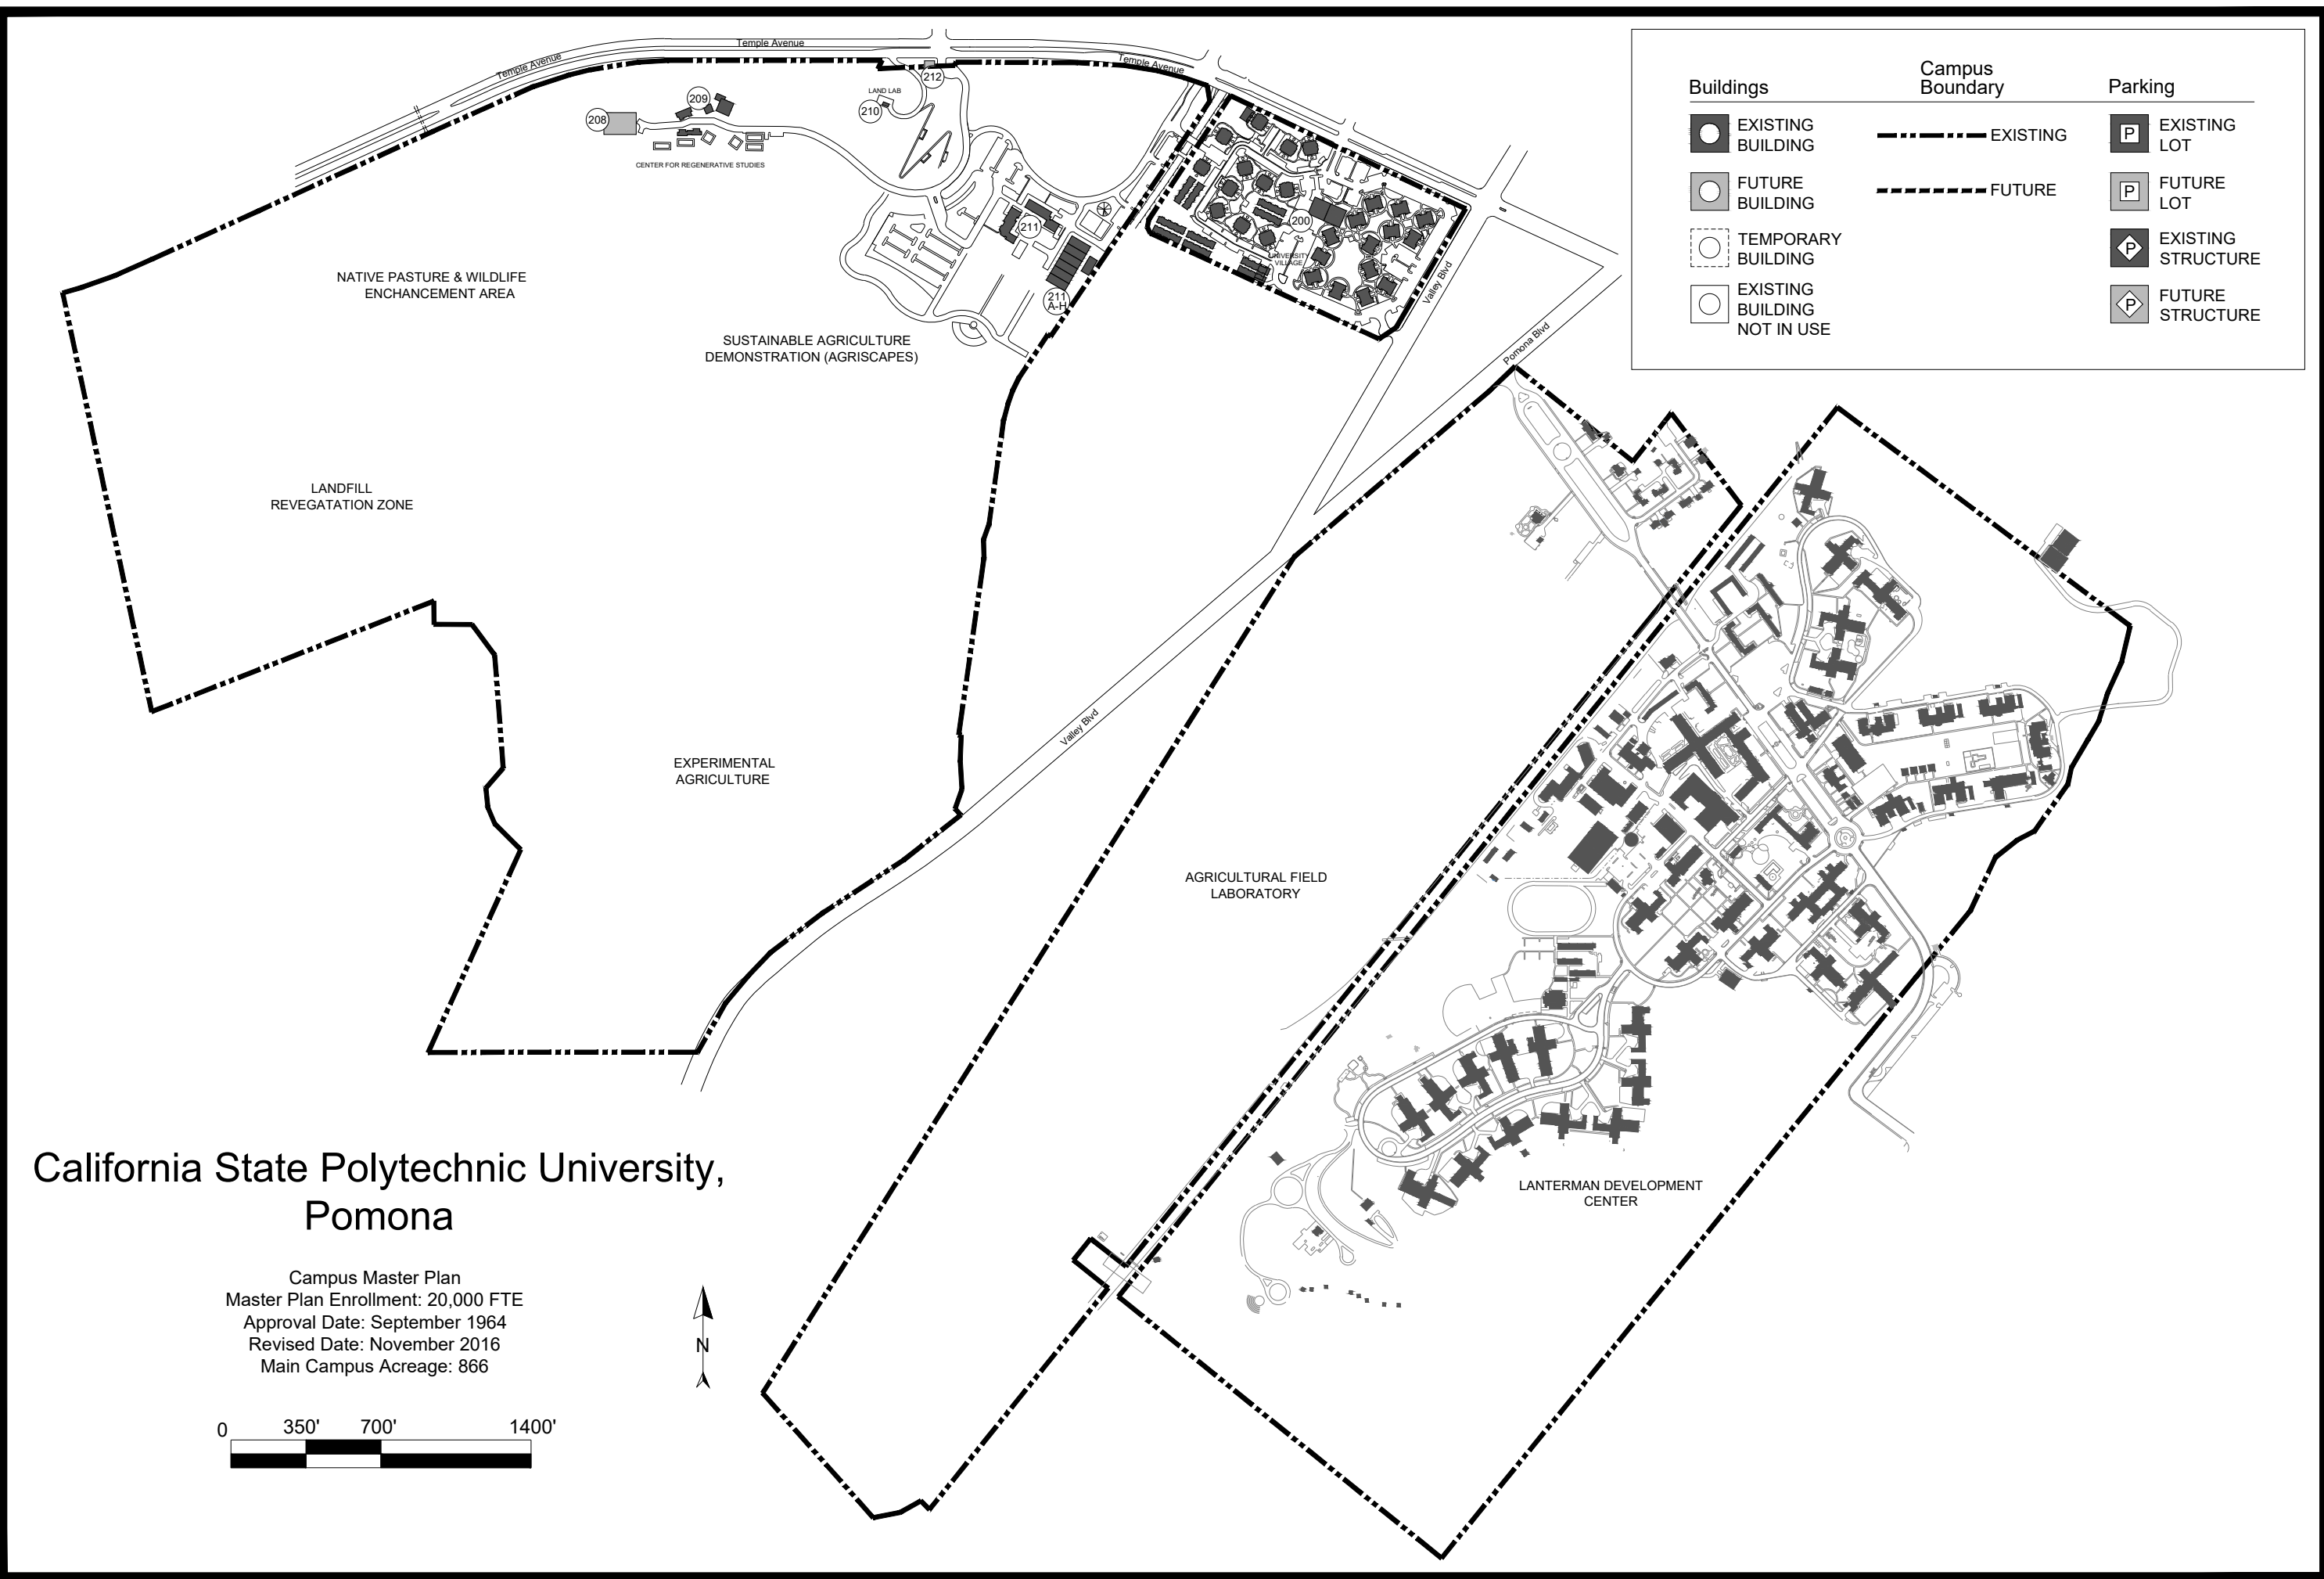 Temple Avenue
Temple Avenue
Temple Avenue
212
LAND LAB
209
210
208
CENTER FOR REGENERATIVE STUDIES
211
200
UNIVERSITY
VILLAGE
211
A-H
Valley Blvd
Pomona Blvd
NATIVE PASTURE & WILDLIFE
ENCHANCEMENT AREA
SUSTAINABLE AGRICULTURE
DEMONSTRATION (AGRISCAPES)
LANDFILL
REVEGATATION ZONE
EXPERIMENTAL
AGRICULTURE
Valley Blvd
AGRICULTURAL FIELD
LABORATORY
LANTERMAN DEVELOPMENT
CENTER
Buildings
Campus
Boundary
Parking
EXISTING
BUILDING
FUTURE
BUILDING
TEMPORARY
BUILDING
EXISTING
BUILDING
NOT IN USE
EXISTING
FUTURE
P
EXISTING
LOT
P
FUTURE
LOT
P
EXISTING
STRUCTURE
P
FUTURE
STRUCTURE
California State Polytechnic University,
Pomona
Campus Master Plan
Master Plan Enrollment: 20,000 FTE
Approval Date: September 1964
Revised Date: November 2016
Main Campus Acreage: 866
N
0 350' 700' 1400'